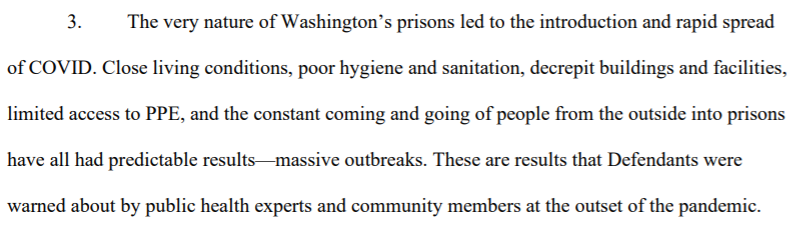 3. The very nature of Washington’s prisons led to the introduction and rapid spread
of COVID. Close living conditions, poor hygiene and sanitation, decrepit buildings and facilities,
limited access to PPE, and the constant coming and going of people from the outside into prisons
have all had predictable results—massive outbreaks. These are results that Defendants were
warned about by public health experts and community members at the outset of the pandemic.